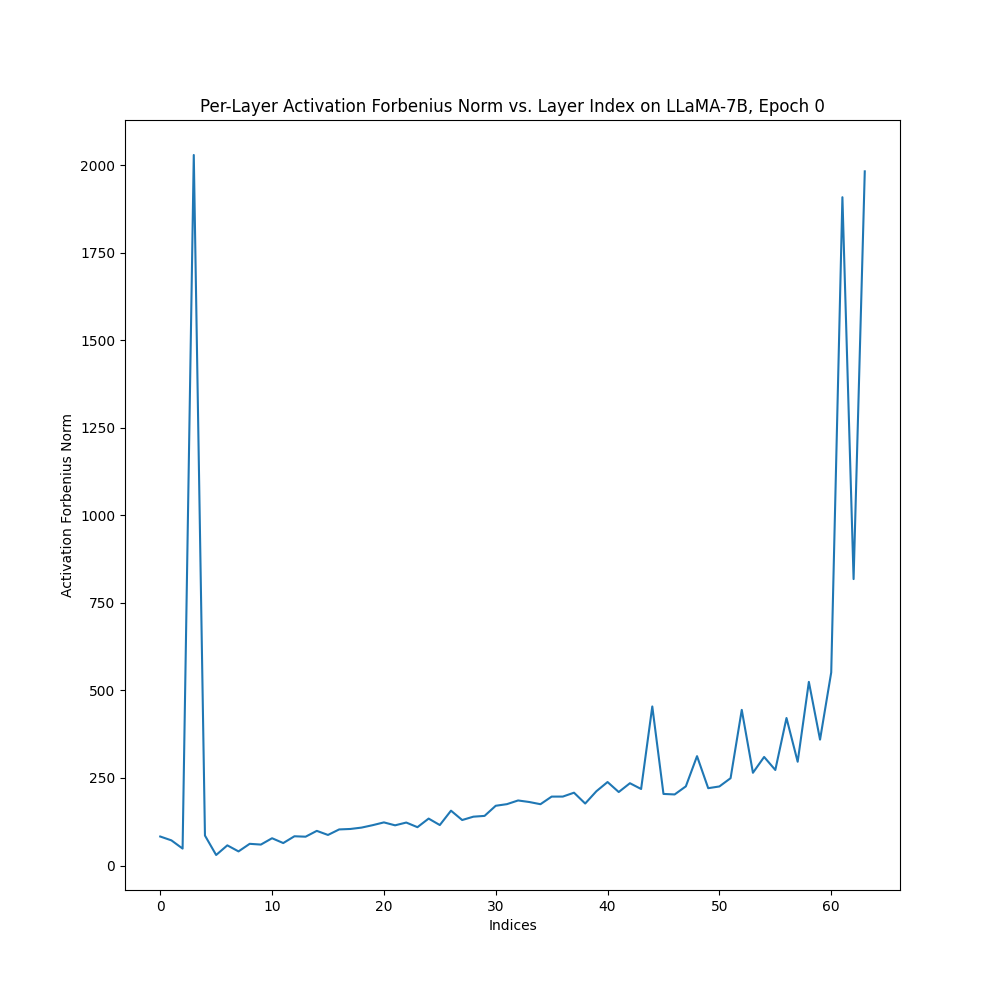 Per-Layer Activation Forbenius Norm vs. Layer Index on LLaMA-7B, Epoch 0
Activation Forbenius Norm
2000
1750
1500
1250
1000
750
500
250
0
0 10 20 30 40 50 60
Indices